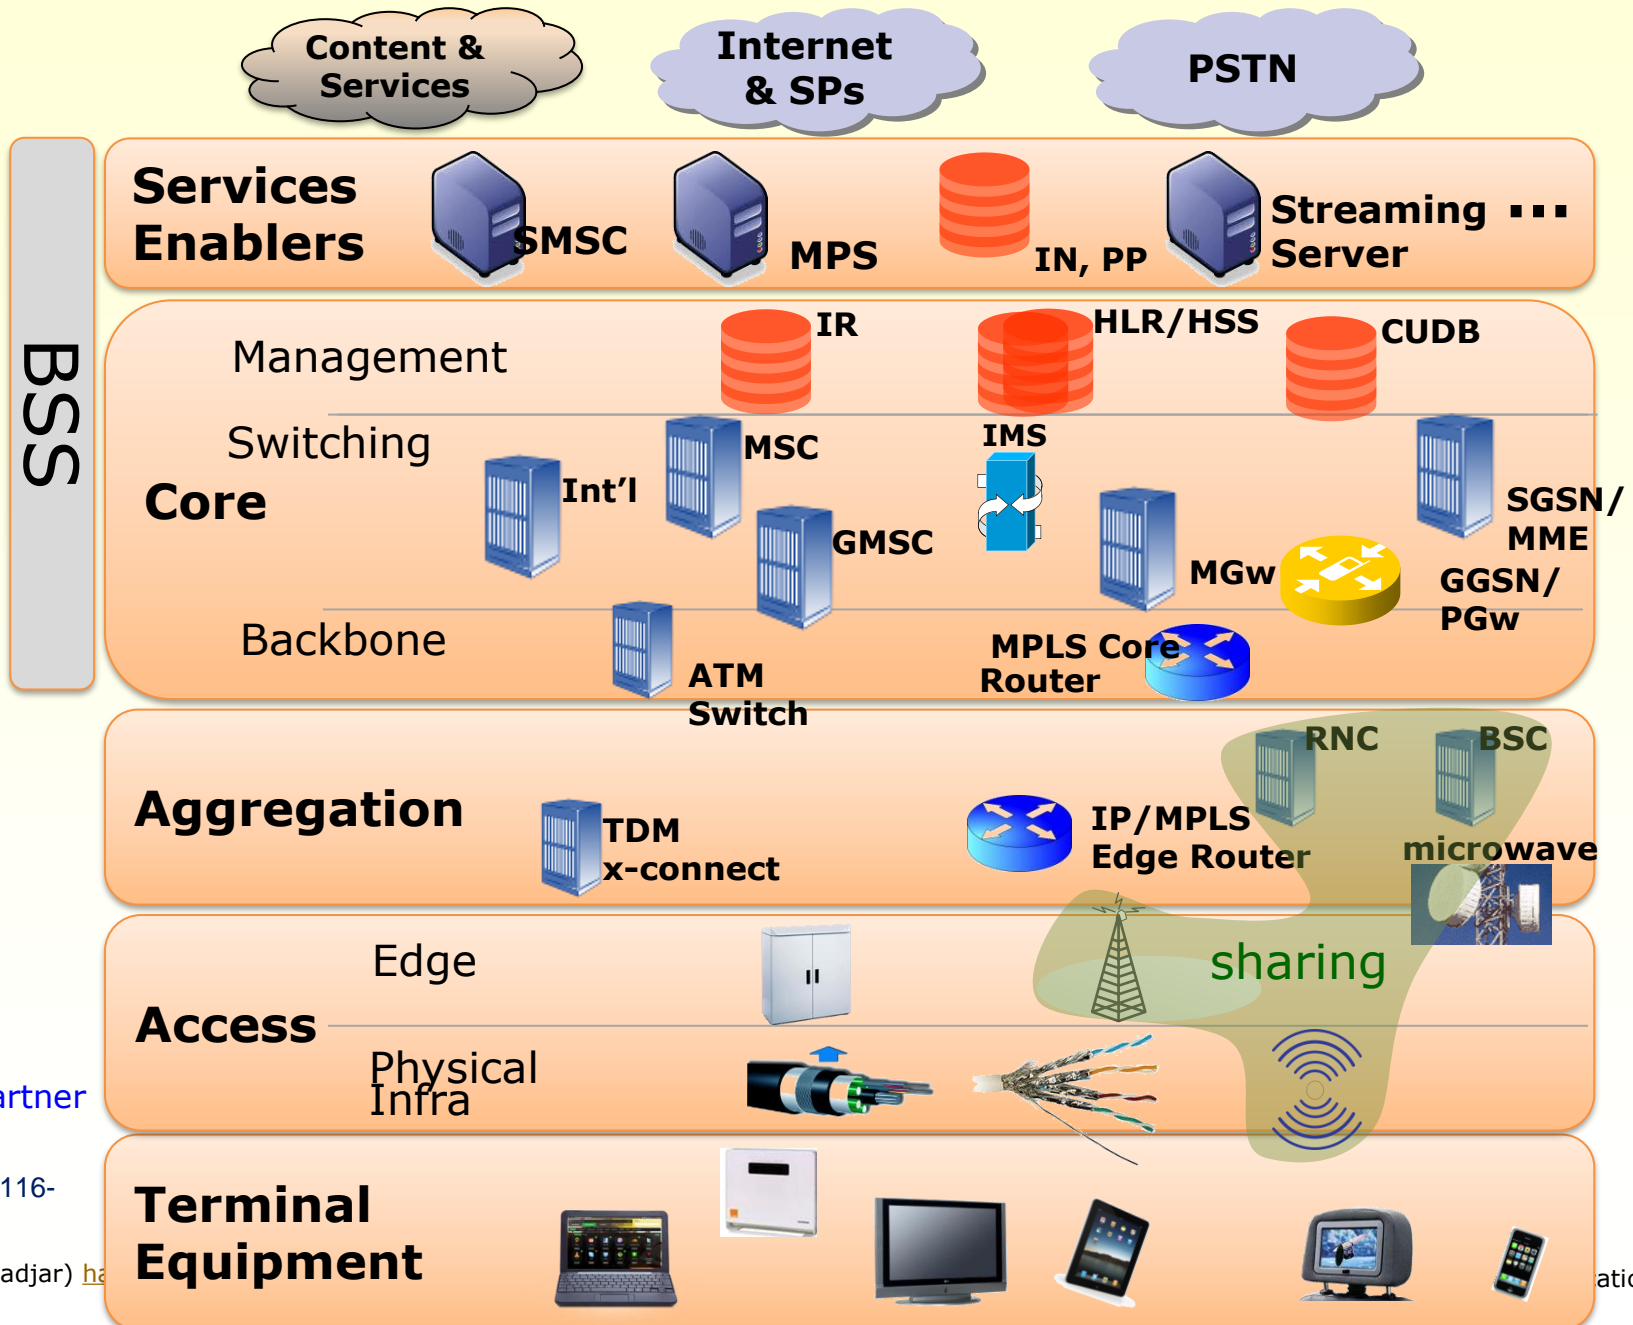 Content &
Services
Internet
& SPs
PSTN
BSS
Services
Enablers
SMSC
MPS
IN, PP
Streaming ...
Server
Management
IR
HLR/HSS
CUDB
Switching
MSC
IMS
Int'l
Core
SGSN/
MME
GMSC
MGw
GGSN/
PGw
Backbone
MPLS Core
Router
ATM
Switch
RNC
BSC
Aggregation
TDM
x-connect
IP/MPLS
Edge Router
microwave
Edge
sharing
Access
Physical
Infra
artner
116-
Terminal
Equipment
adjar) ha
atio